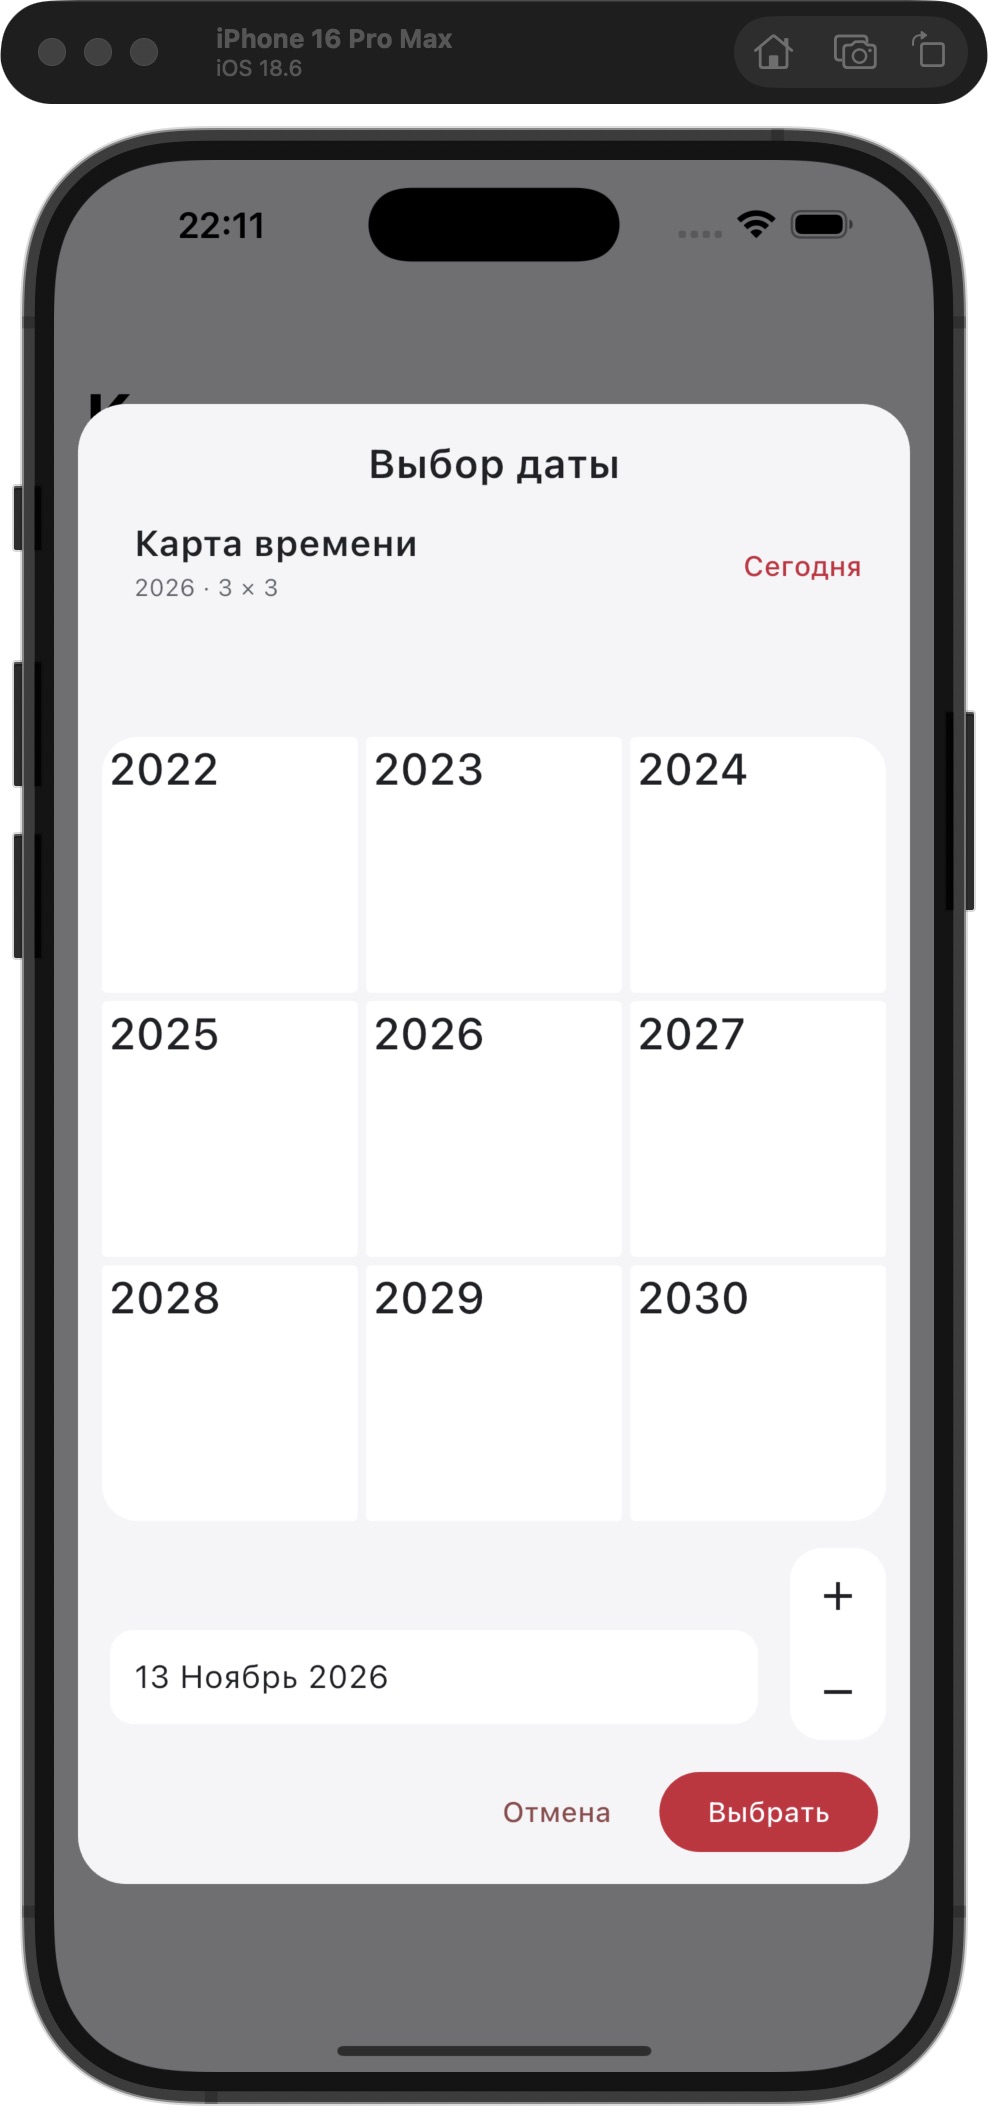 iPhone 16 Pro Max
iOS 18.6
22:11
Выбор даты
Карта времени
2026 · 3 × 3
Сегодня
2022 2023 2024
2025 2026 2027
2028 2029 2030
+
13 Ноябрь 2026
−
Отмена Выбрать